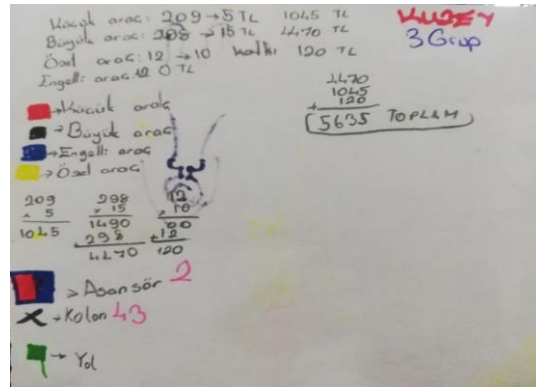 Küçük araç: 209 → 5 TL 1045 TL
Büyük araç: 298 → 15 TL 4470 TL
Özel araç: 12 → 10 katkı 120 TL
Engelli araç: 12 0 TL
KUZEY
3 Grup
4470
1045
+ 120
5635 TOPLAM
→ Küçük araç
→ Büyük araç
→ Engelli araç
→ Özel araç
209
x 5
1045
298
x 15
1490
+ 298
4470
12
x 10
00
+ 12
120
→ Asansör 2
X → Kolon 43
→ Yol